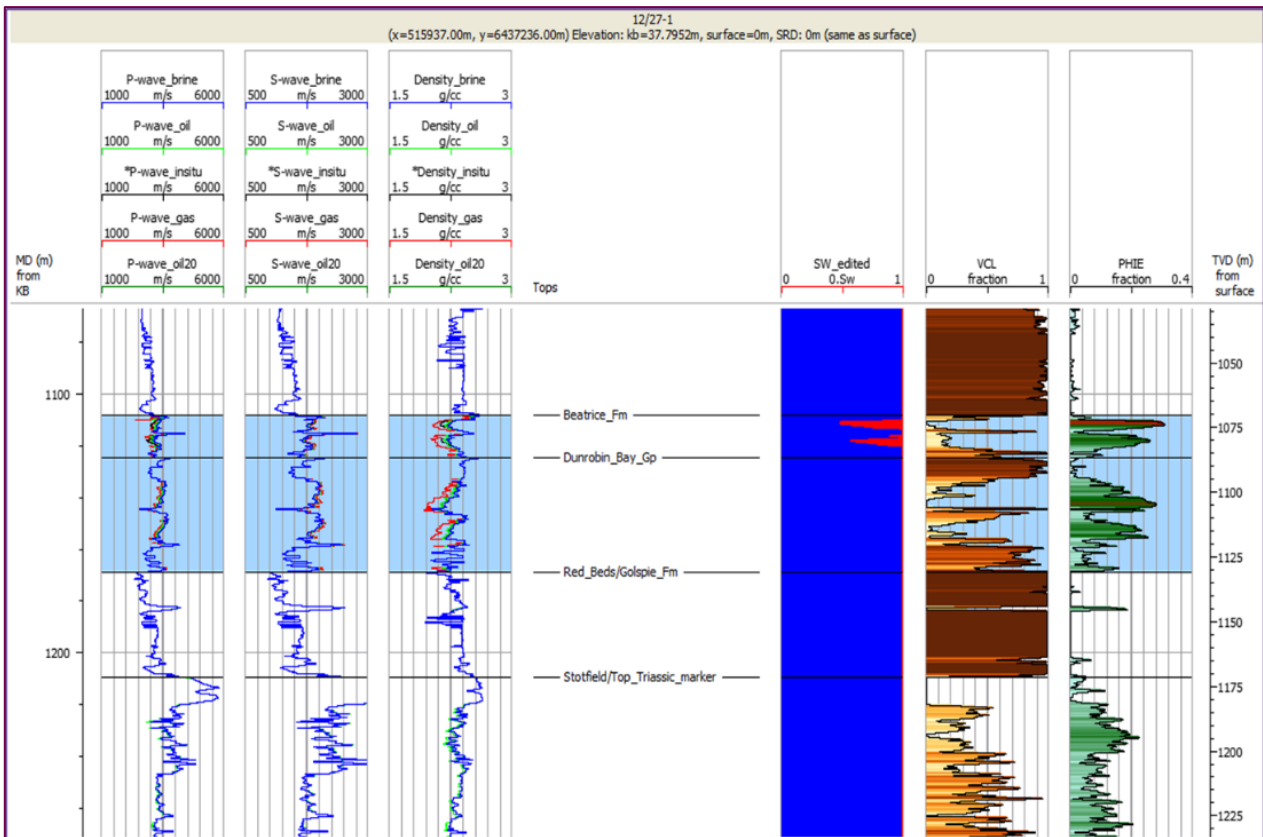 12/27-1
(x=515937.00m, y=6437236.00m) Elevation: kb=37.7952m, surface=0m, SRD: 0m (same as surface)
P-wave_brine S-wave_brine Density_brine
1000 m/s 6000 500 m/s 3000 1.5 g/cc 3
P-wave_oil S-wave_oil Density_oil
1000 m/s 6000 500 m/s 3000 1.5 g/cc 3
*P-wave_insitu *S-wave_insitu *Density_insitu
1000 m/s 6000 500 m/s 3000 1.5 g/cc 3
P-wave_gas S-wave_gas Density_gas
1000 m/s 6000 500 m/s 3000 1.5 g/cc 3
MD (m) from KB
P-wave_oil20 S-wave_oil20 Density_oil20
1000 m/s 6000 500 m/s 3000 1.5 g/cc 3
Tops
SW_edited VCL PHIE
0 0.5w 1 0 fraction 1 0 fraction 0.4
TVD (m) from surface
1050
1100
Beatrice_Fm
1075
Dunrobin_Bay_Gp
1100
1125
Red_Beds/Golspie_Fm
1150
1200
Stotfield/Top_Triassic_marker
1175
1200
1225